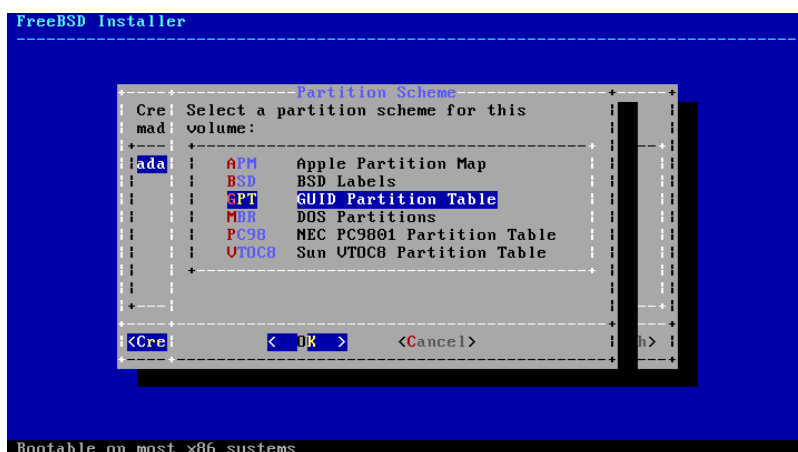 FreeBSD Installer
Partition Scheme
Cre Select a partition scheme for this
mad volume:
ada APM Apple Partition Map
BSD BSD Labels
GPT GUID Partition Table
MBR DOS Partitions
PC98 NEC PC9801 Partition Table
VTOC8 Sun VTOC8 Partition Table
<Cre < OK > <Cancel> h>
Bootable on most x86 systems